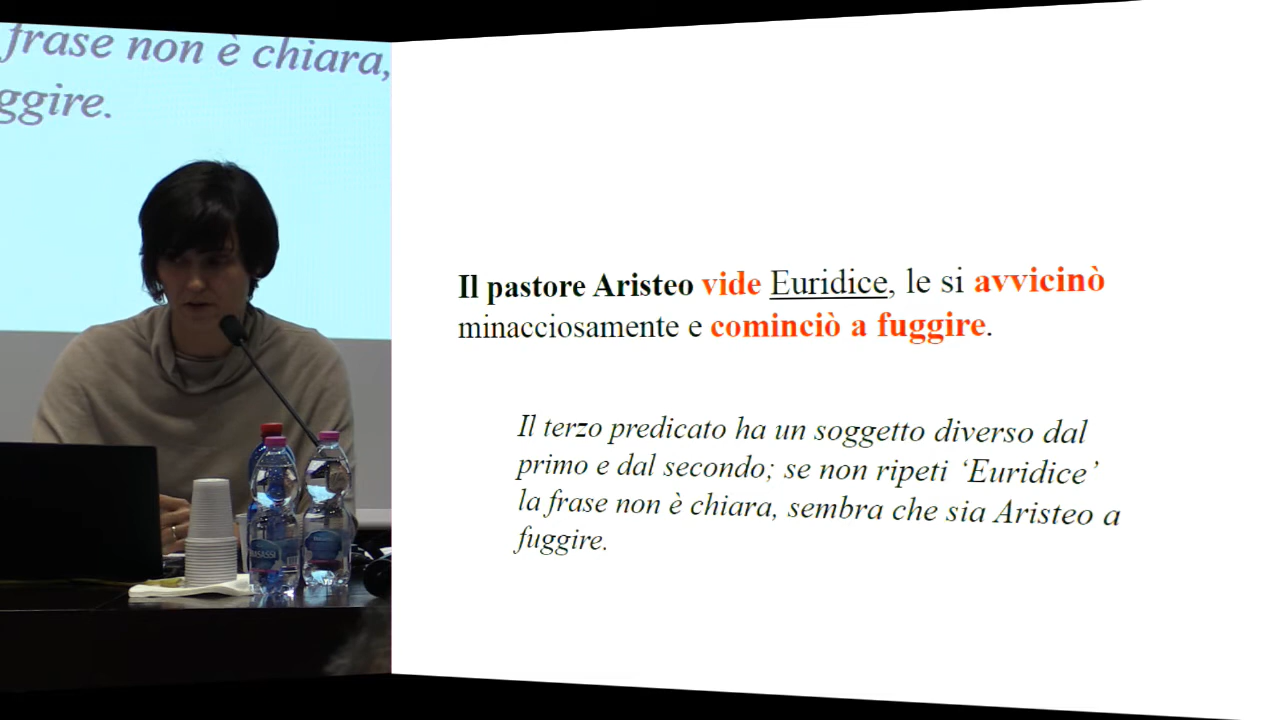 frase non è chiara,
ggire.
Il pastore Aristeo vide Euridice, le si avvicinò
minacciosamente e cominciò a fuggire.
Il terzo predicato ha un soggetto diverso dal
primo e dal secondo; se non ripeti ‘Euridice’
la frase non è chiara, sembra che sia Aristeo a
fuggire.